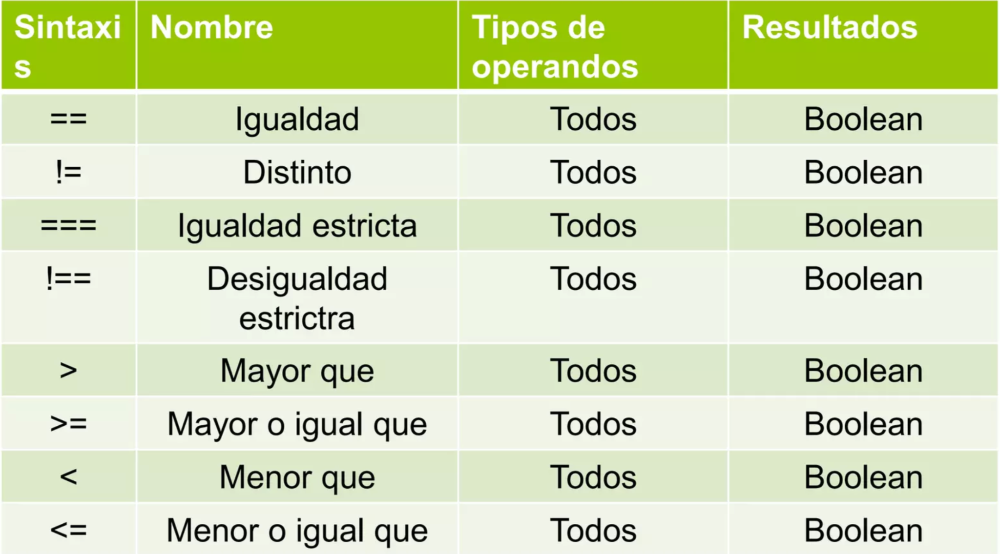 Sintaxi
s
Nombre
Tipos de
operandos
Resultados
== Igualdad Todos Boolean
!= Distinto Todos Boolean
=== Igualdad estricta Todos Boolean
!== Desigualdad Todos Boolean
estrictra
> Mayor que Todos Boolean
>= Mayor o igual que Todos Boolean
< Menor que Todos Boolean
<= Menor o igual que Todos Boolean